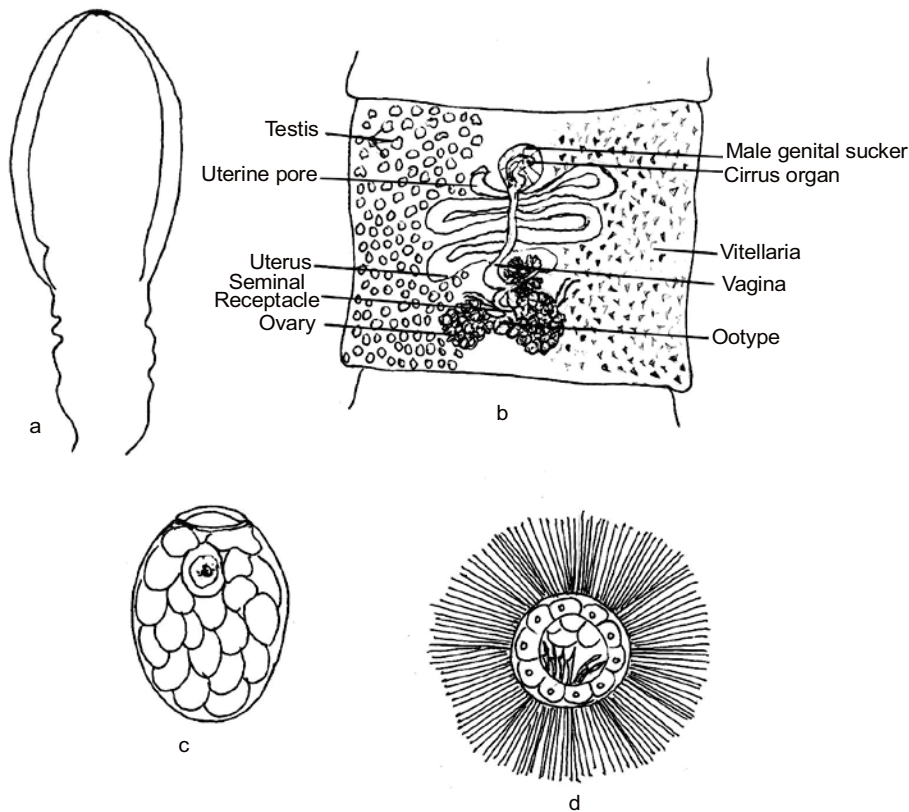 a
Testis
Uterine pore
Uterus
Seminal
Receptacle
Ovary
Male genital sucker
Cirrus organ
Vitellaria
Vagina
Ootype
b
c
d